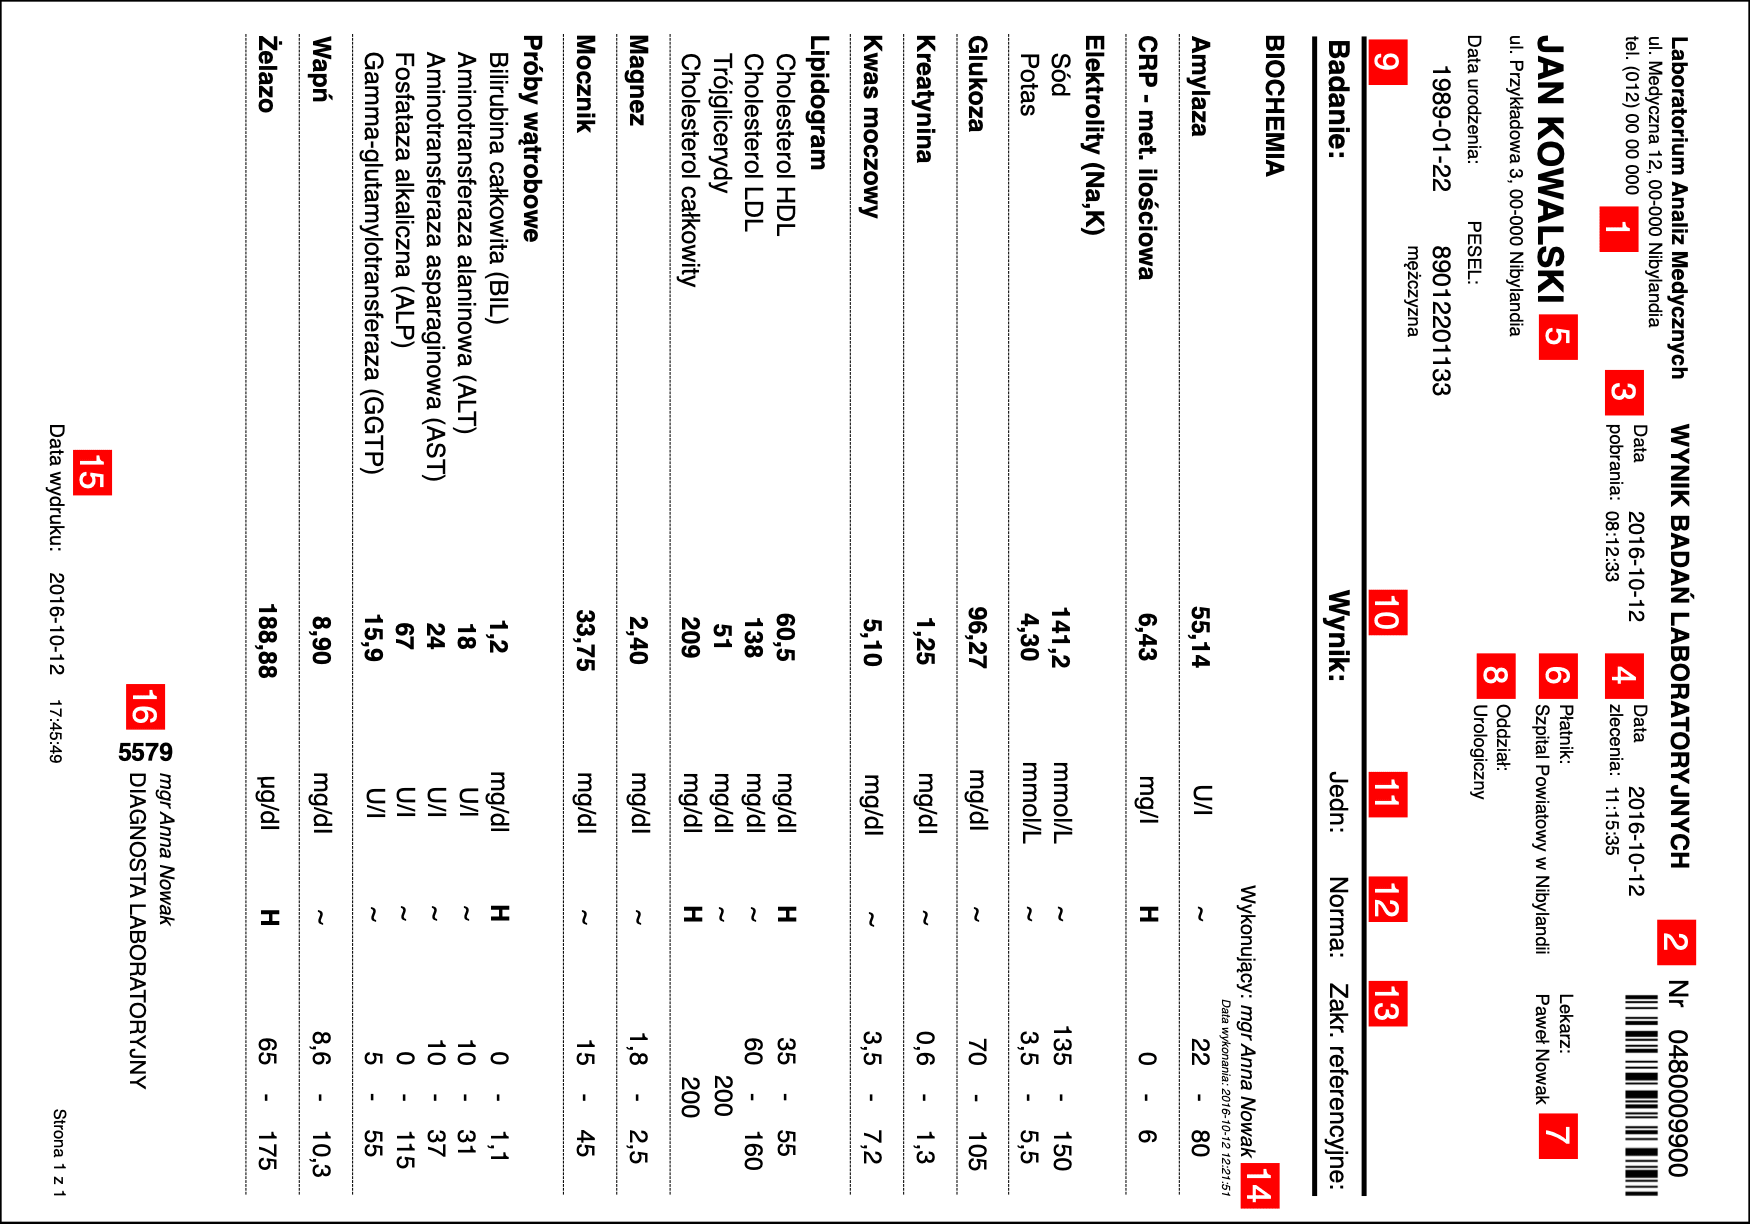 Laboratorium Analiz Medycznych
ul. Medyczna 12, 00-000 Nibylandia
tel. (012) 00 00 000
1
WYNIK BADAŃ LABORATORYJNYCH
2 Nr 0480009900
3 Data pobrania: 2016-10-12 08:12:33
4 Data zlecenia: 2016-10-12 11:15:35
JAN KOWALSKI 5
ul. Przykładowa 3, 00-000 Nibylandia
6 Płatnik:
Szpital Powiatowy w Nibylandii
Lekarz:
Paweł Nowak 7
Data urodzenia: PESEL:
1989-01-22 89012201133
mężczyzna
8 Oddział:
Urologiczny
9 10 11 12 13
Badanie: Wynik: Jedn: Norma: Zakr. referencyjne:
BIOCHEMIA
Wykonujący: mgr Anna Nowak 14
Data wykonania: 2016-10-12 12:21:51
Amylaza 55,14 U/l ~ 22 - 80
CRP - met. ilościowa 6,43 mg/l H 0 - 6
Elektrolity (Na,K)
Sód 141,2 mmol/L ~ 135 - 150
Potas 4,30 mmol/L ~ 3,5 - 5,5
Glukoza 96,27 mg/dl ~ 70 - 105
Kreatynina 1,25 mg/dl ~ 0,6 - 1,3
Kwas moczowy 5,10 mg/dl ~ 3,5 - 7,2
Lipidogram
Cholesterol HDL 60,5 mg/dl H 35 - 55
Cholesterol LDL 138 mg/dl ~ 60 - 160
Trójglicerydy 51 mg/dl ~ 200
Cholesterol całkowity 209 mg/dl H 200
Magnez 2,40 mg/dl ~ 1,8 - 2,5
Mocznik 33,75 mg/dl ~ 15 - 45
Próby wątrobowe
Bilirubina całkowita (BIL) 1,2 mg/dl H 0 - 1,1
Aminotransferaza alaninowa (ALT) 18 U/l ~ 10 - 31
Aminotransferaza asparaginowa (AST) 24 U/l ~ 10 - 37
Fosfataza alkaliczna (ALP) 67 U/l ~ 0 - 115
Gamma-glutamylotransferaza (GGTP) 15,9 U/l ~ 5 - 55
Wapń 8,90 mg/dl ~ 8,6 - 10,3
Żelazo 188,88 µg/dl H 65 - 175
16 mgr Anna Nowak
5579 DIAGNOSTA LABORATORYJNY
15
Data wydruku: 2016-10-12 17:45:49
Strona 1 z 1